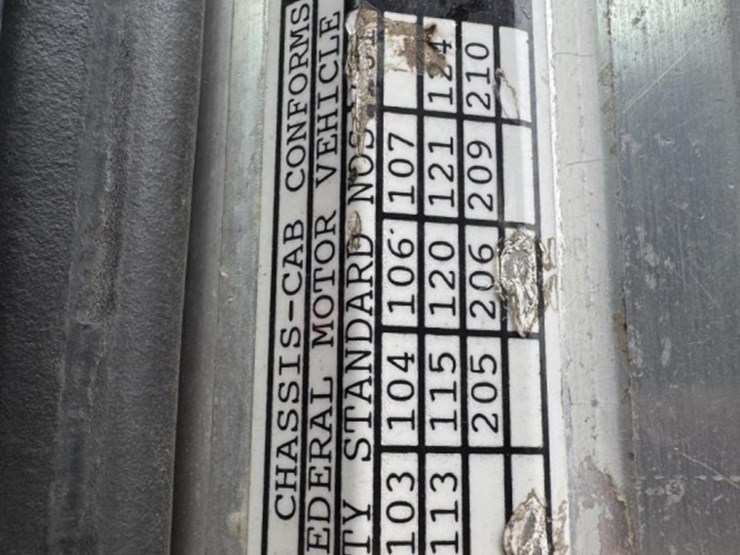 CHASSIS-CAB CONFORMS
EDERAL MOTOR VEHICLE
TY STANDARD NOS
103 104 106 107
113 115 120 121 124
205 206 209 210